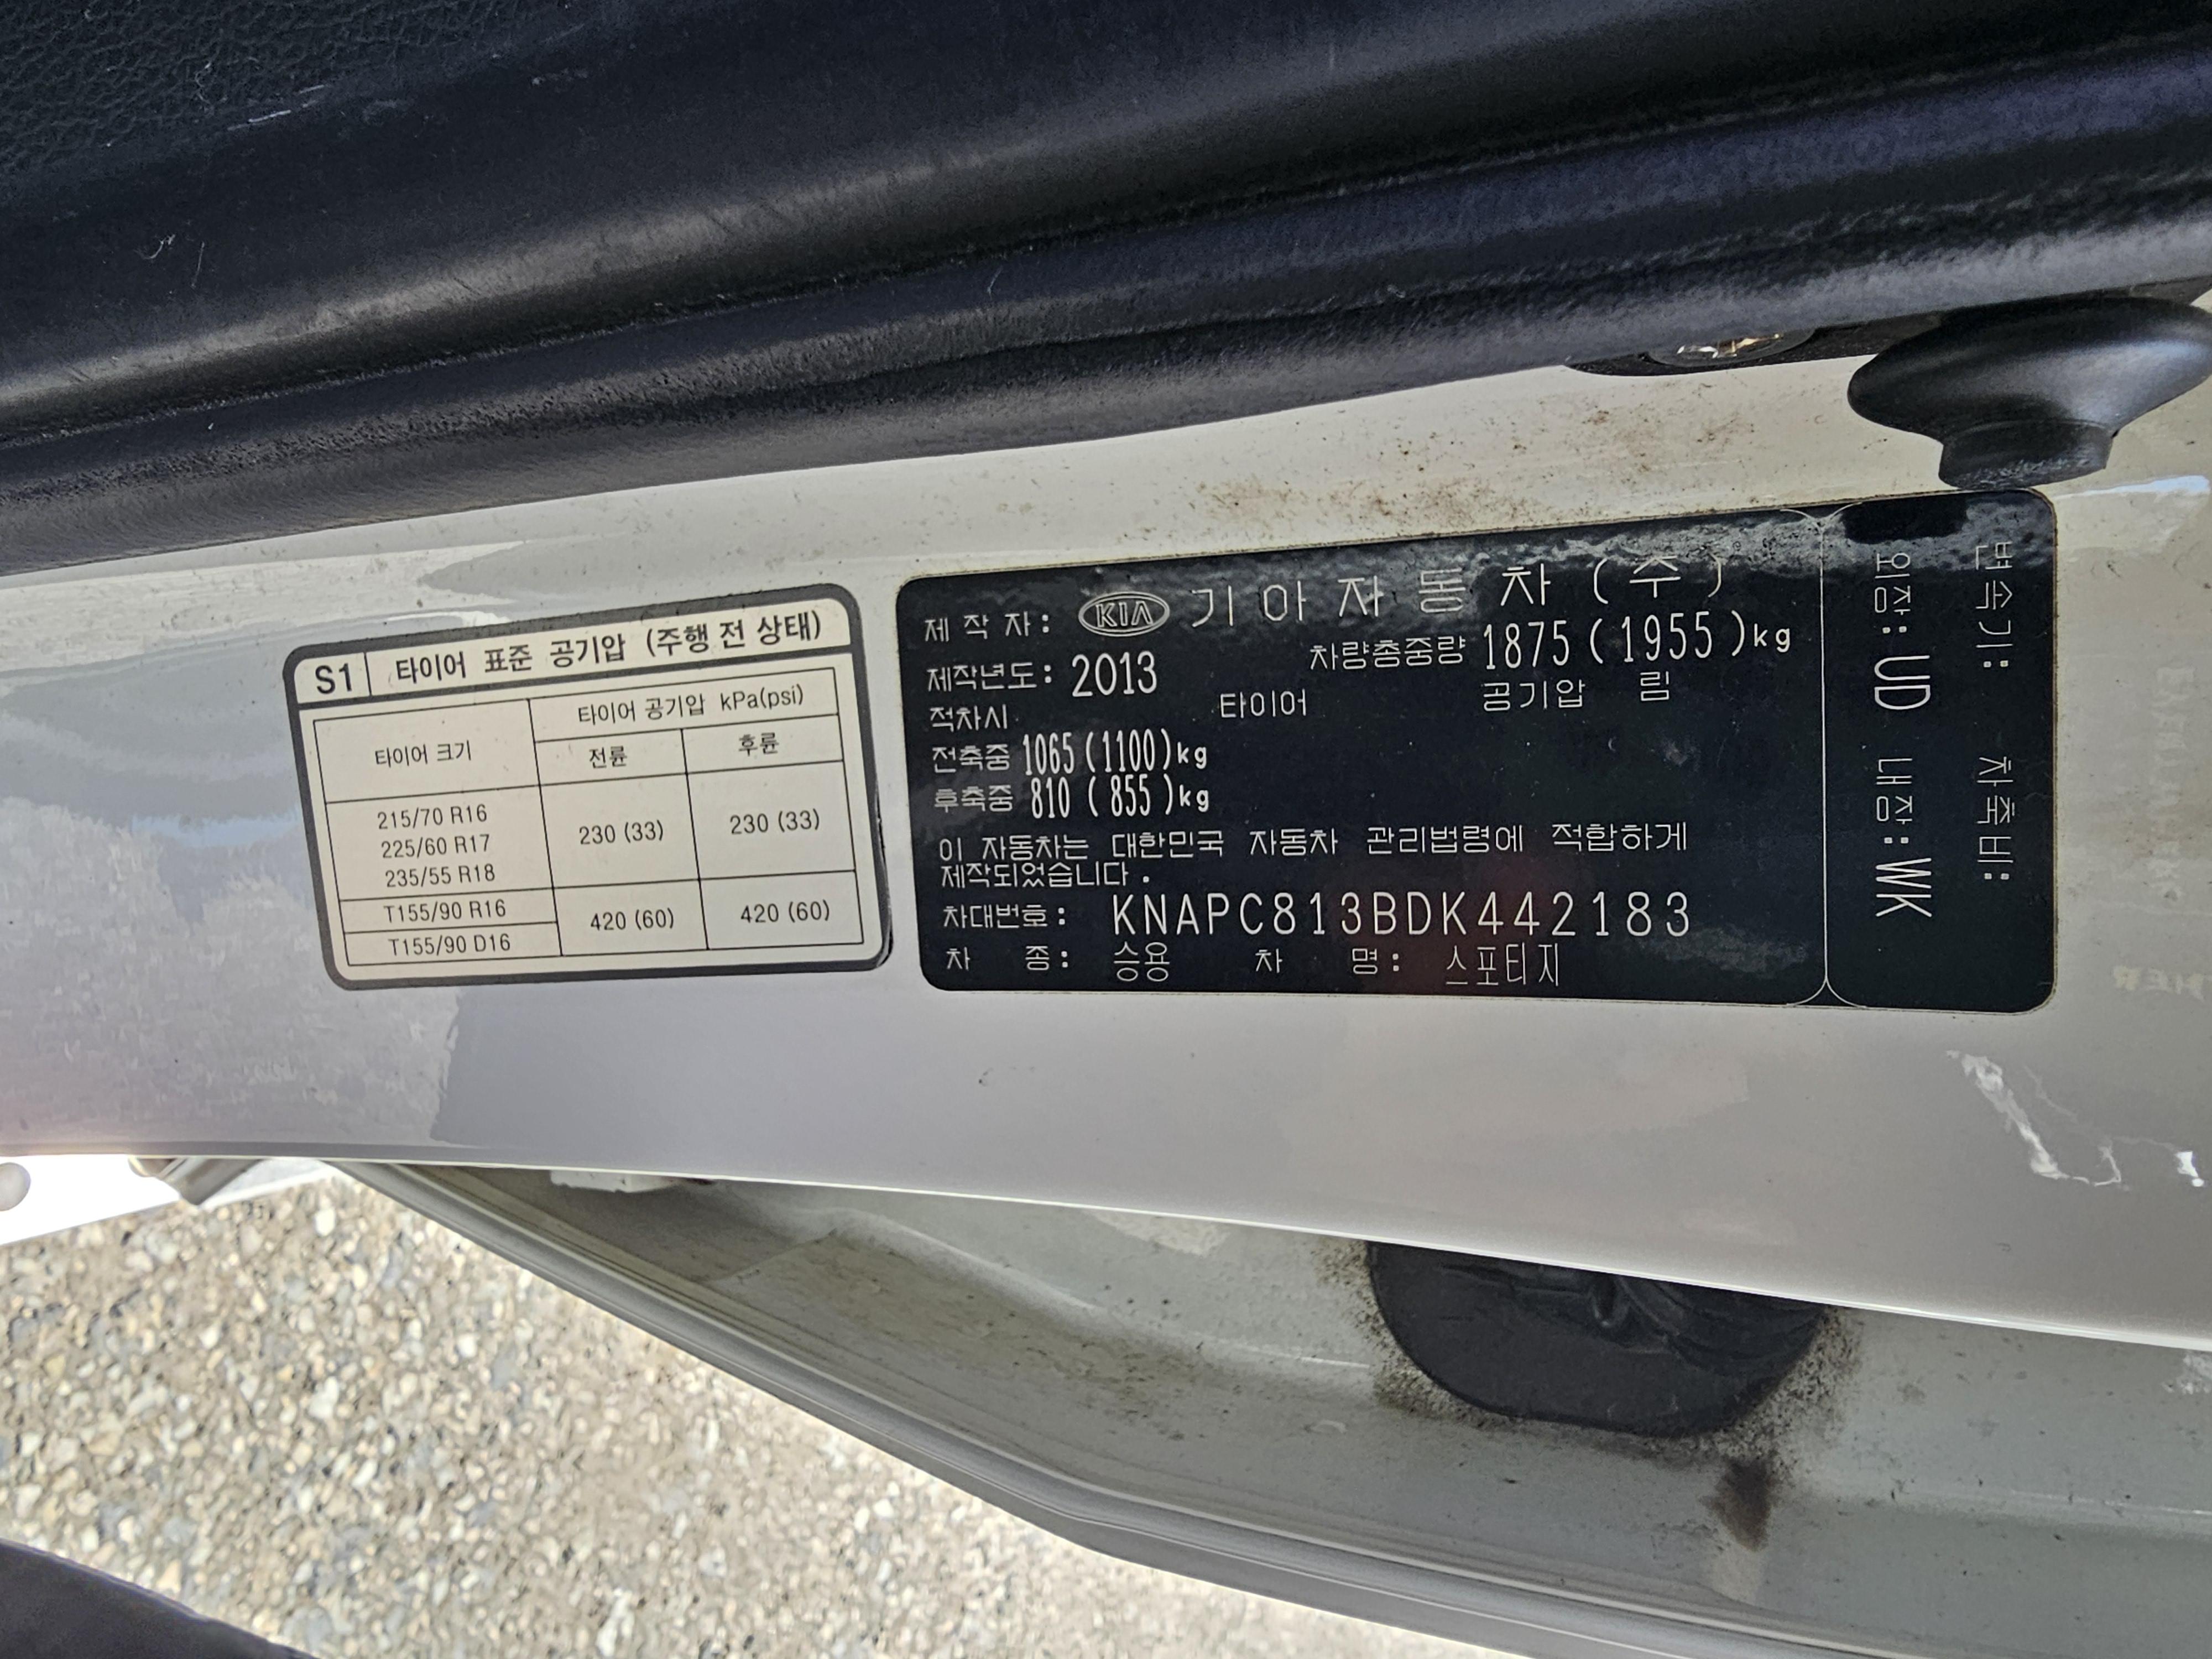 S1 타이어 표준 공기압 (주행 전 상태)
타이어 크기
타이어 공기압 kPa(psi)
전륜 후륜
215/70 R16
225/60 R17
235/55 R18
230 (33) 230 (33)
T155/90 R16
T155/90 D16
420 (60) 420 (60)
제작자: KIA 기아자동차(주)
제작년도: 2013 차량총중량 1875(1955)kg
적차시 타이어 공기압 림
전축중 1065(1100)kg
후축중 810(855)kg
이 자동차는 대한민국 자동차 관리법령에 적합하게
제작되었습니다.
차대번호: KNAPC813BDK442183
차 종: 승용 차 명: 스포티지
변속기: 차축비:
외장: UD 내장: WK